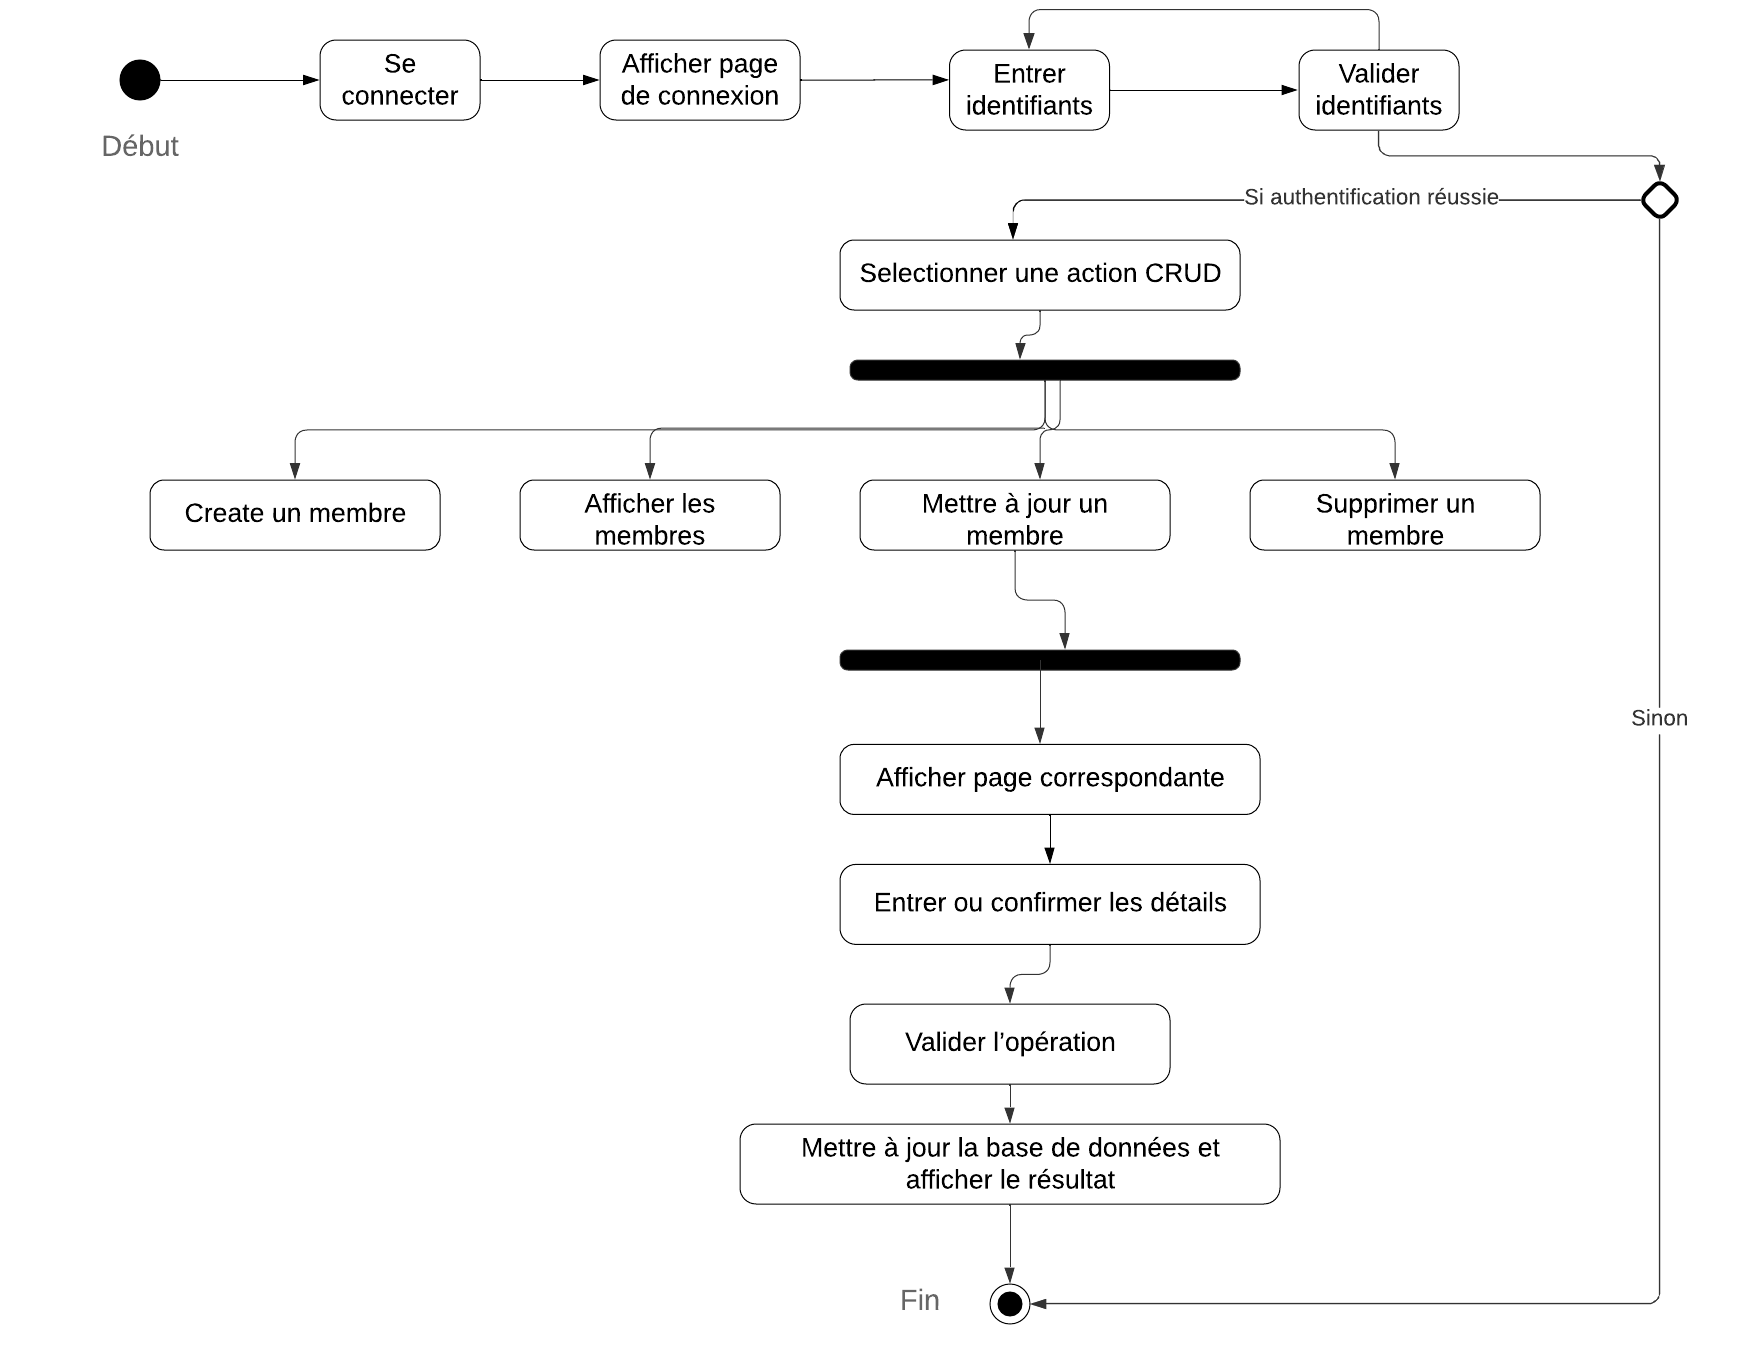 Se
connecter
Afficher page
de connexion
Entrer
identifiants
Valider
identifiants
Début
Si authentification réussie
Selectionner une action CRUD
Create un membre
Afficher les
membres
Mettre à jour un
membre
Supprimer un
membre
Sinon
Afficher page correspondante
Entrer ou confirmer les détails
Valider l’opération
Mettre à jour la base de données et
afficher le résultat
Fin